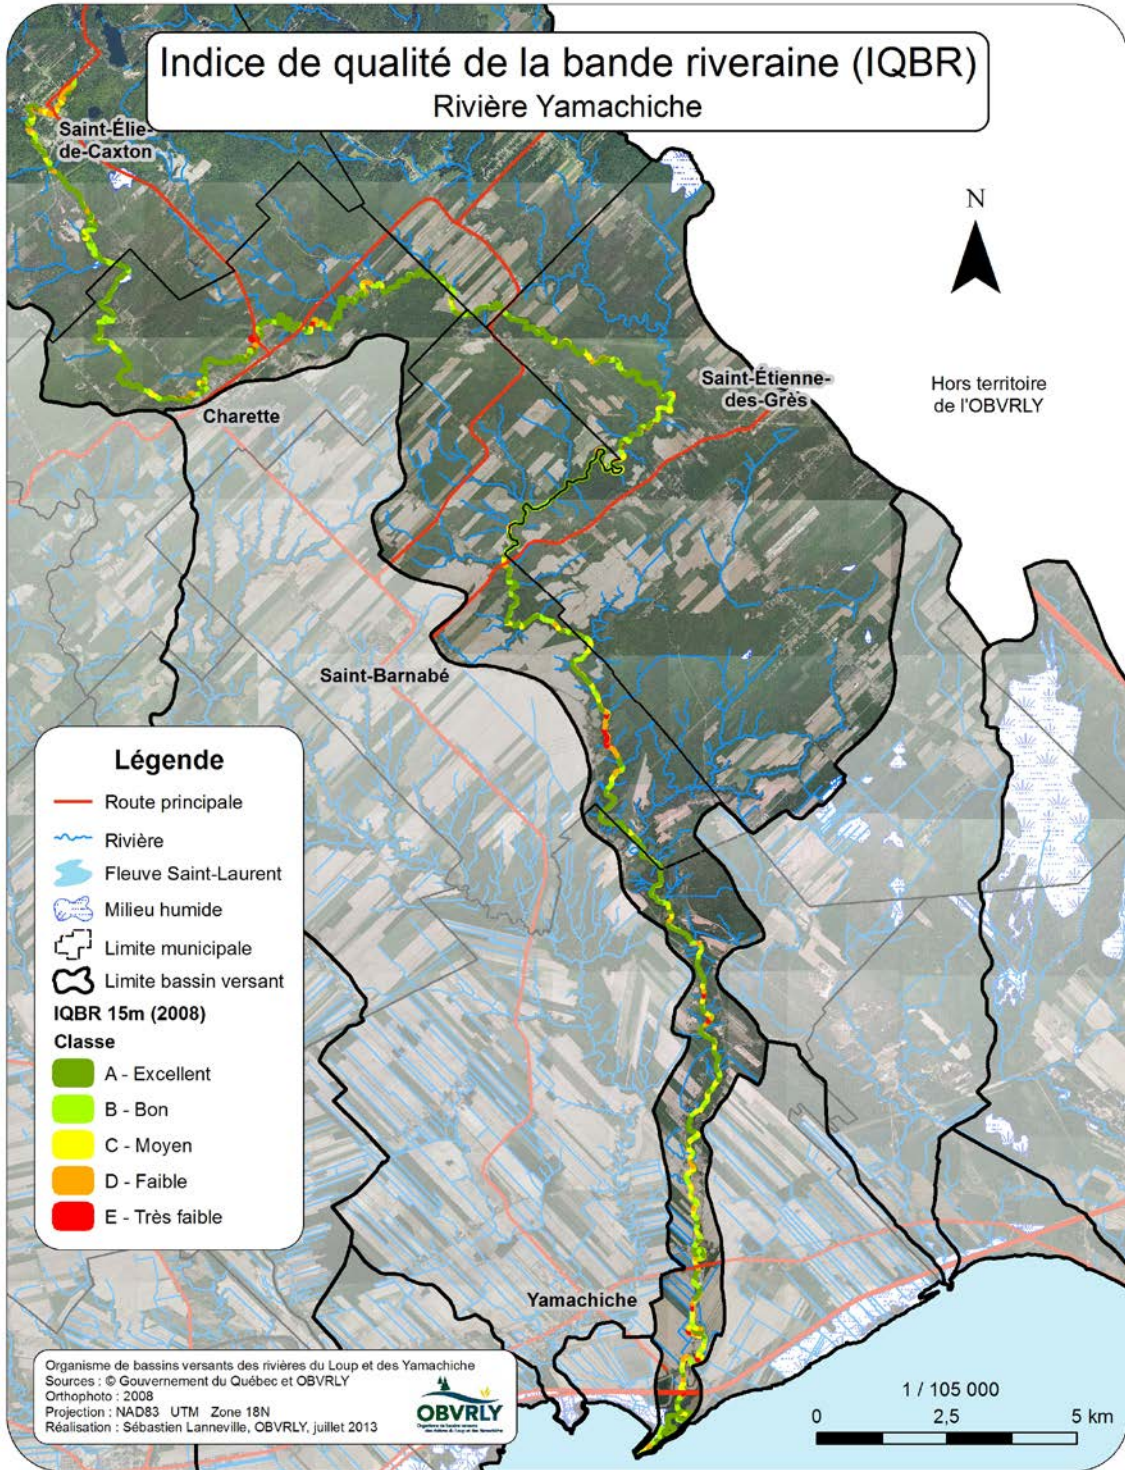 Indice de qualité de la bande riveraine (IQBR)
Rivière Yamachiche
Saint-Élie-
de-Caxton
N
Saint-Étienne-
des-Grès
Hors territoire
de l'OBVRLY
Charette
Saint-Barnabé
Légende
Route principale
Rivière
Fleuve Saint-Laurent
Milieu humide
Limite municipale
Limite bassin versant
IQBR 15m (2008)
Classe
A - Excellent
B - Bon
C - Moyen
D - Faible
E - Très faible
Yamachiche
Organisme de bassins versants des rivières du Loup et des Yamachiche
Sources : © Gouvernement du Québec et OBVRLY
Orthophoto : 2008
Projection : NAD83 UTM Zone 18N
Réalisation : Sébastien Lanneville, OBVRLY, juillet 2013
OBVRLY
1 / 105 000
0 2,5 5 km